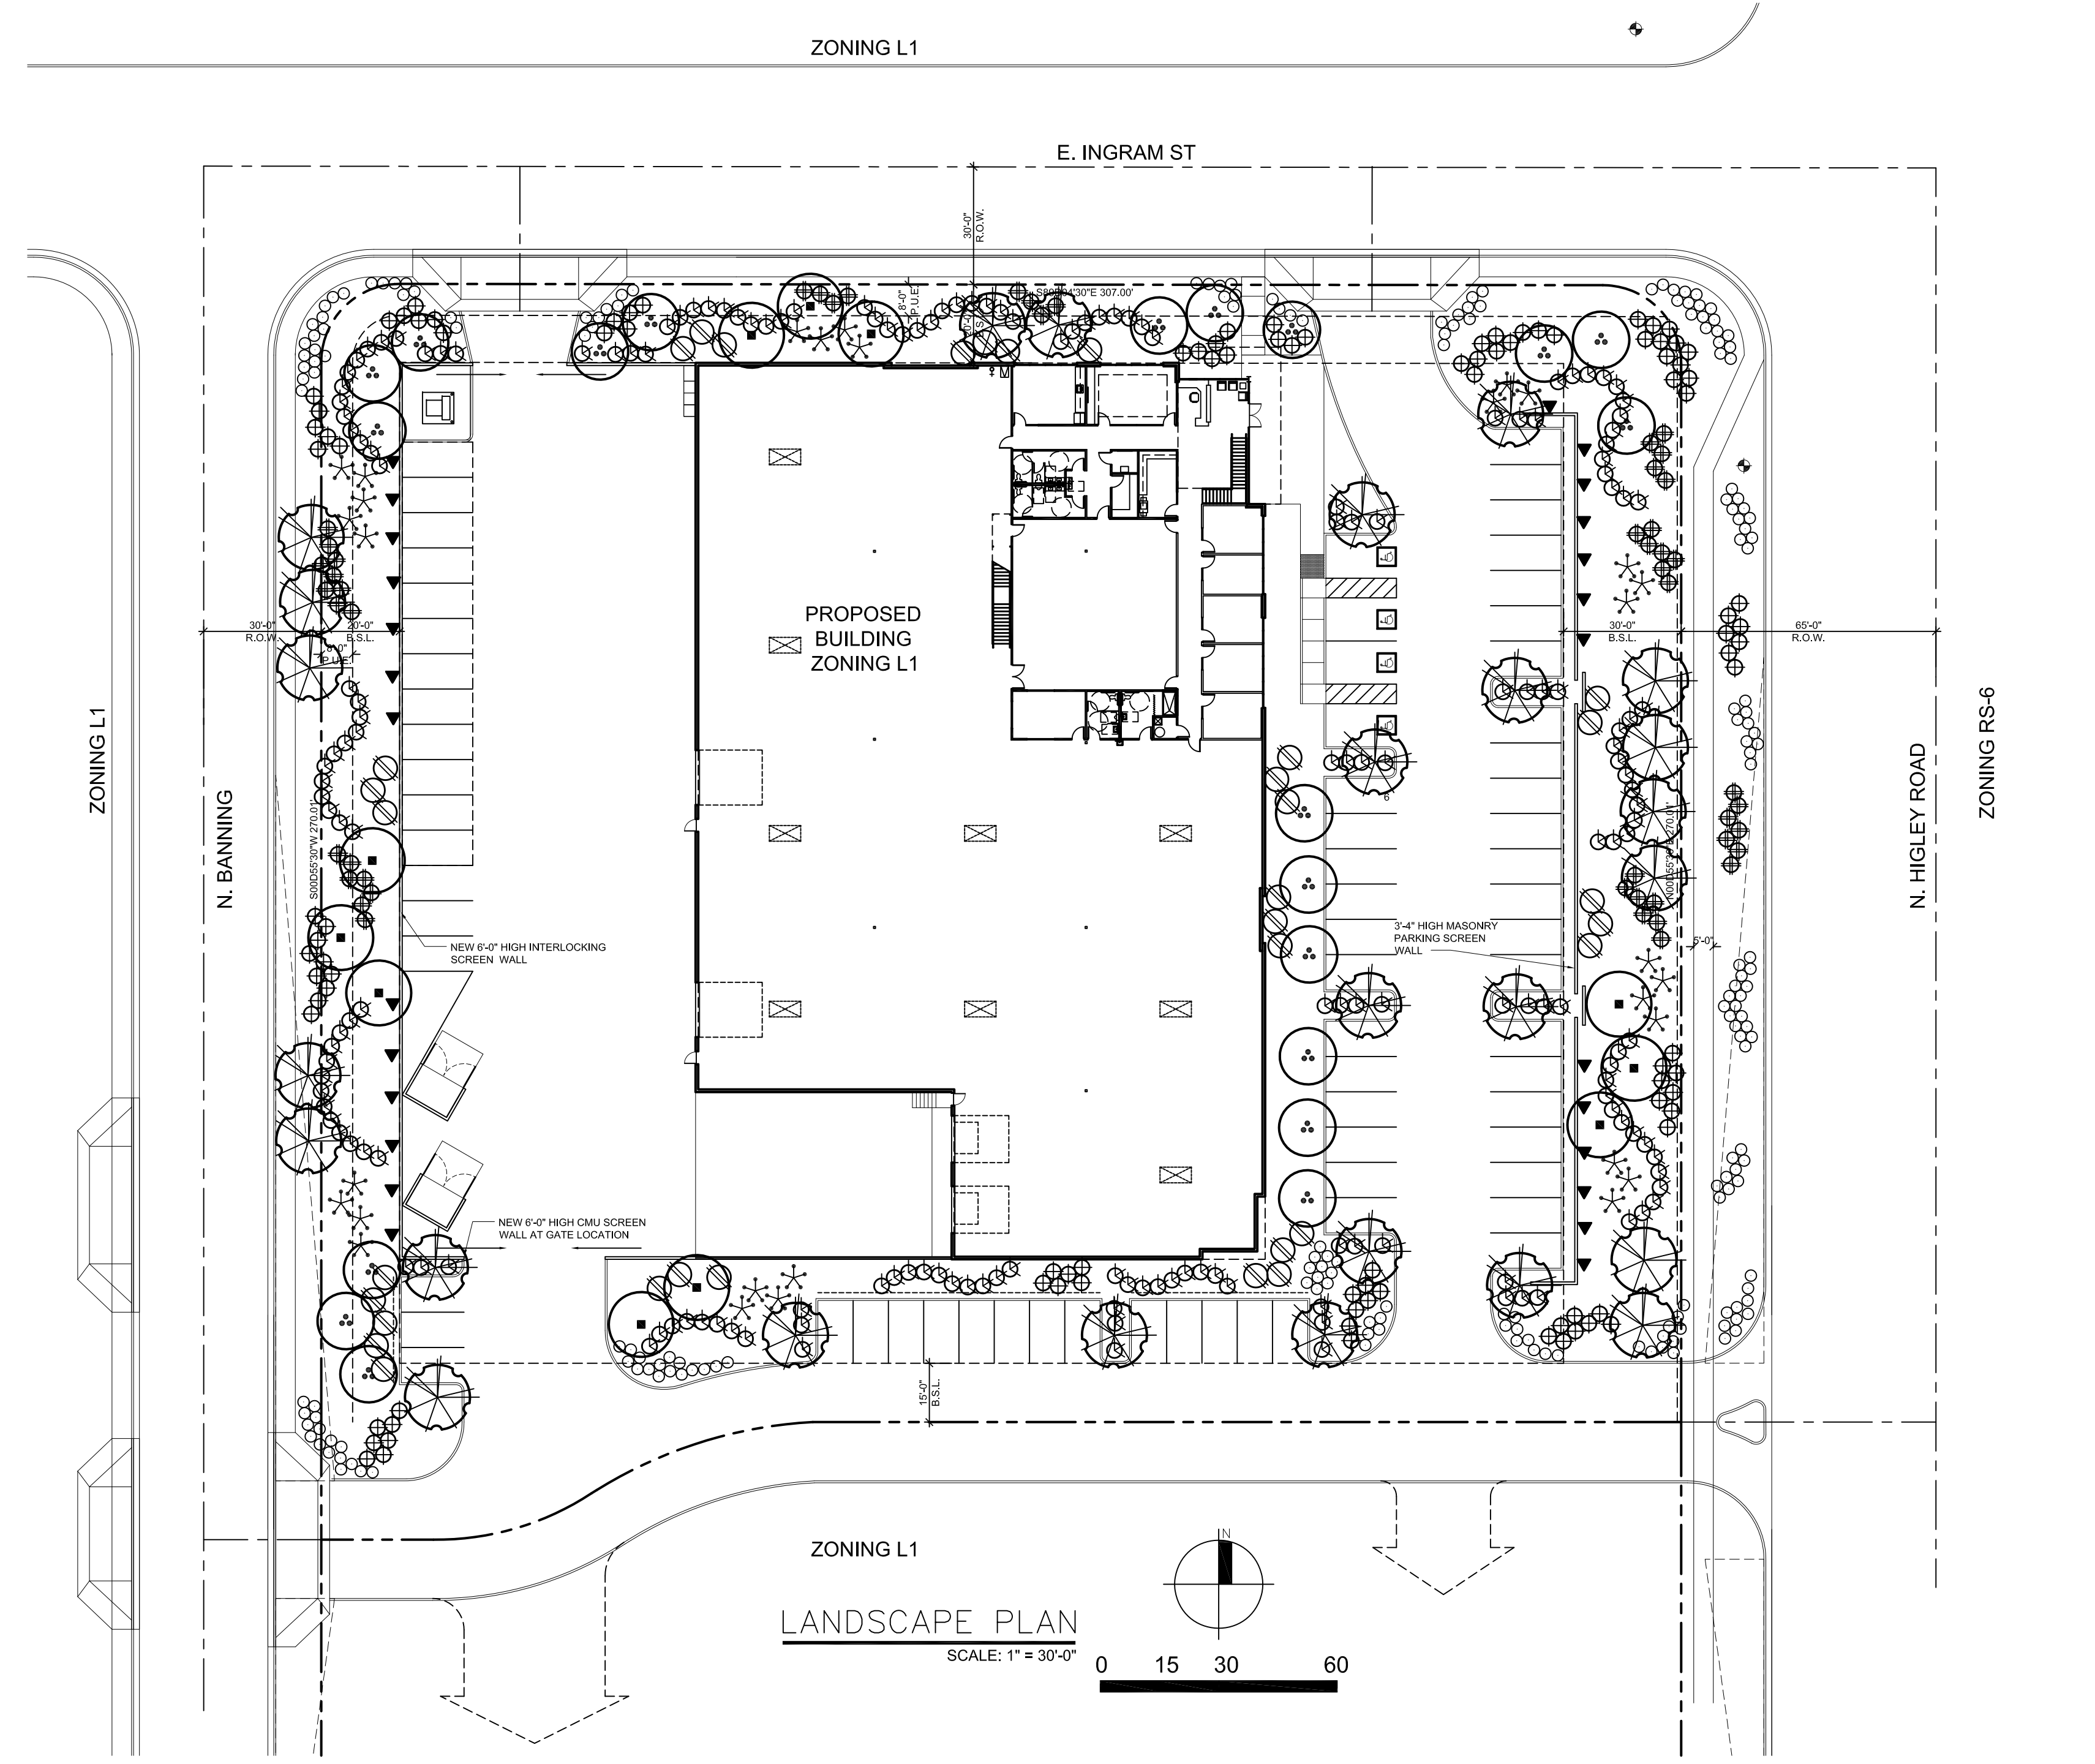 ZONING L1
E. INGRAM ST
30'-0"
R.O.W.
8'-0"
P.U.E.
S89D04'30"E 307.00'
PROPOSED
BUILDING
ZONING L1
30'-0"
R.O.W.
20'-0"
B.S.L.
8'-0"
P.U.E.
30'-0"
B.S.L.
65'-0"
R.O.W.
ZONING L1
N. BANNING
S00D55'30"W 270.01'
N. HIGLEY ROAD
ZONING RS-6
NEW 6'-0" HIGH INTERLOCKING
SCREEN WALL
3'-4" HIGH MASONRY
PARKING SCREEN
WALL
5'-0"
NEW 6'-0" HIGH CMU SCREEN
WALL AT GATE LOCATION
15'-0"
B.S.L.
ZONING L1
N
LANDSCAPE PLAN
SCALE: 1" = 30'-0"
0 15 30 60